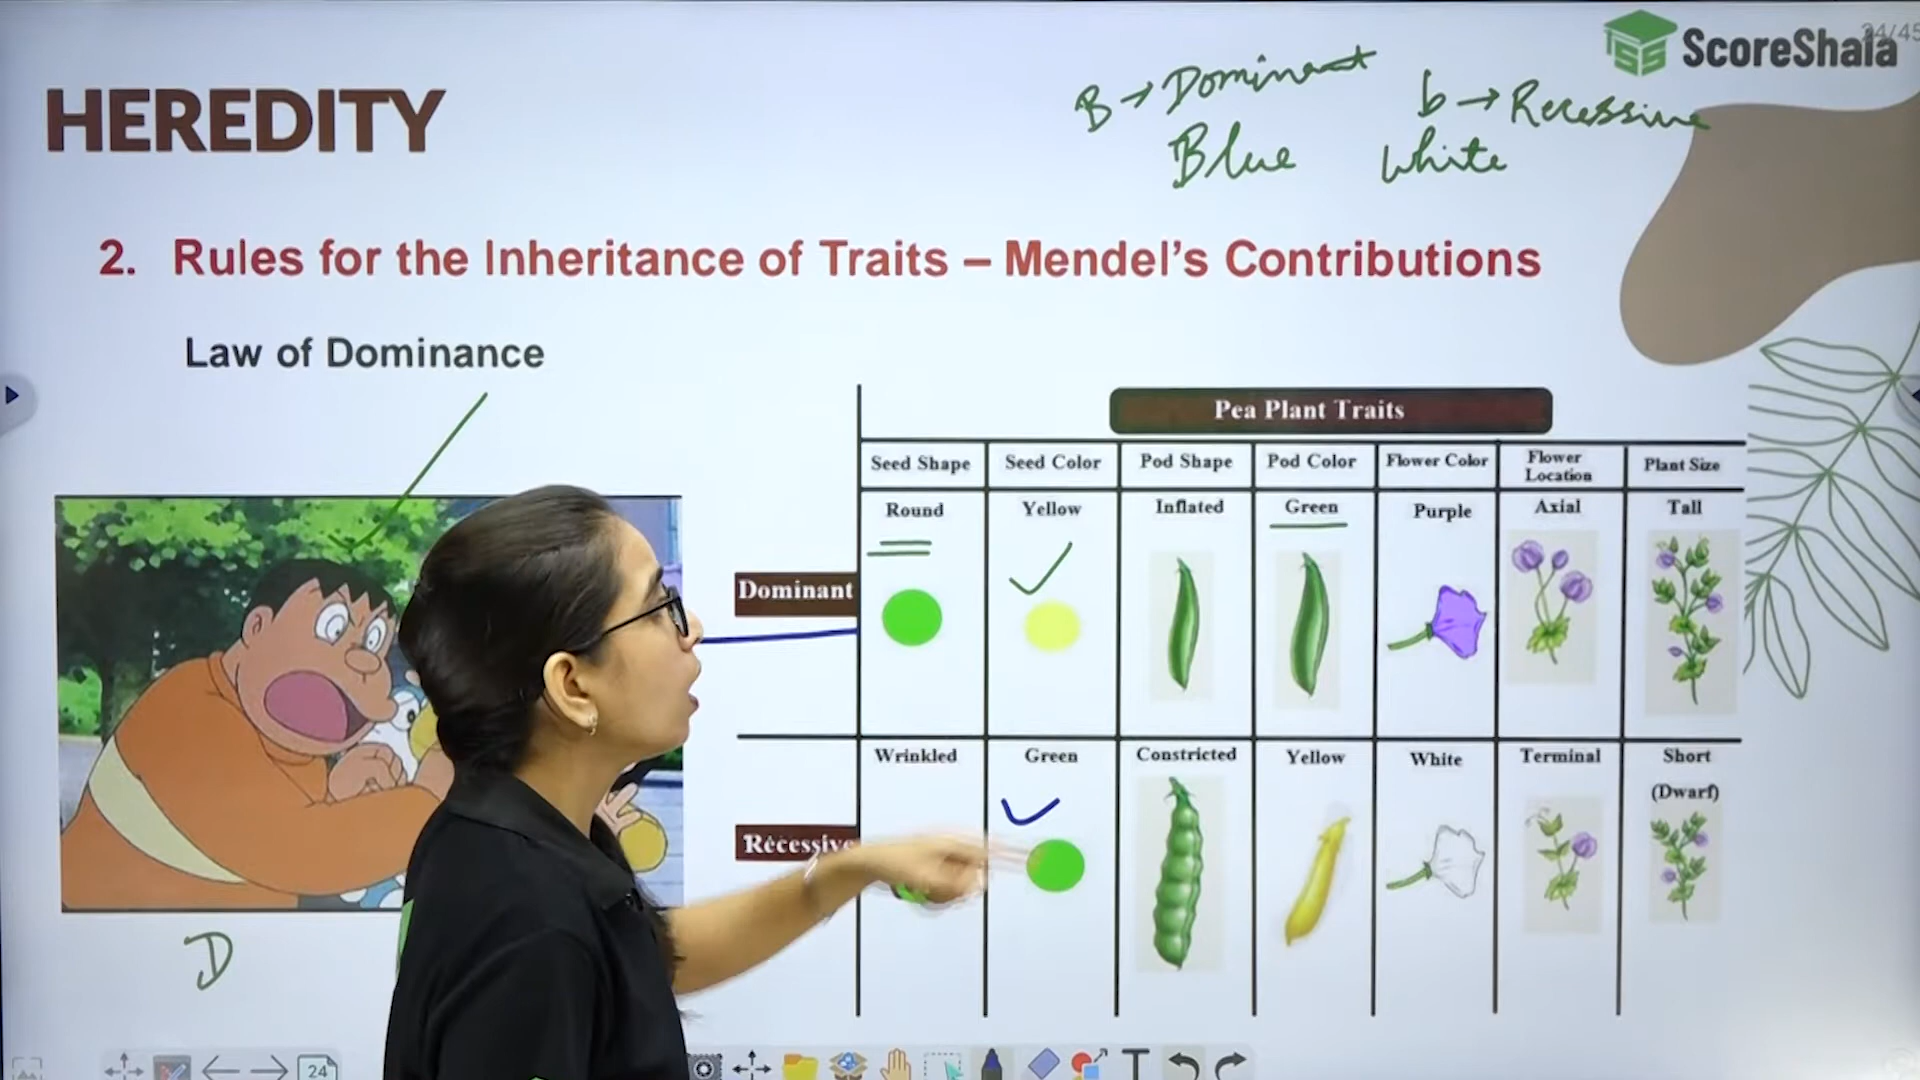 ScoreShala
24/45
B → Dominant
b → Recessive
Blue
White
HEREDITY
2. Rules for the Inheritance of Traits – Mendel's Contributions
Law of Dominance
Pea Plant Traits
Seed Shape
Seed Color
Pod Shape
Pod Color
Flower Color
Flower
Location
Plant Size
Dominant
Round
Yellow
Inflated
Green
Purple
Axial
Tall
Recessive
Wrinkled
Green
Constricted
Yellow
White
Terminal
Short
(Dwarf)
D
24
T